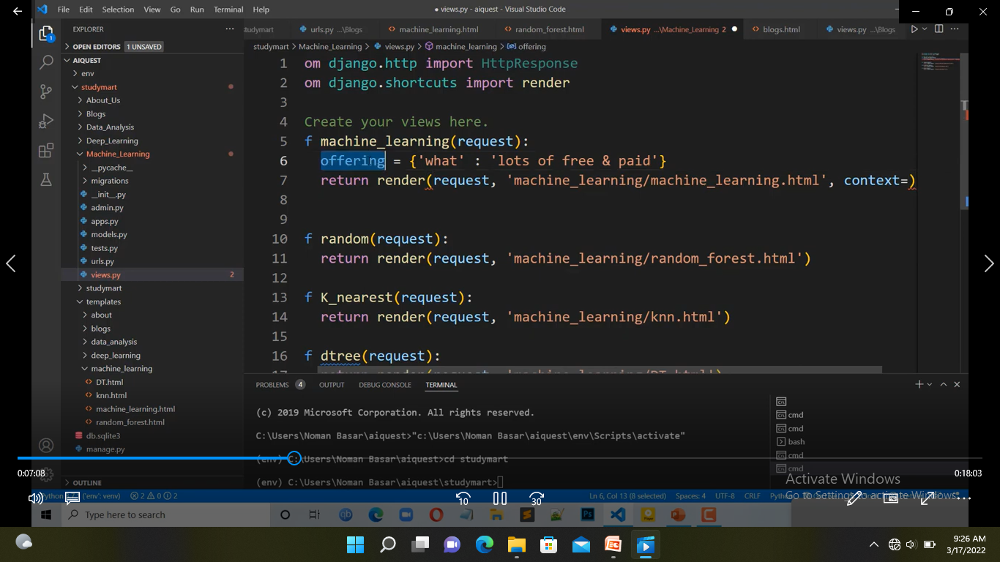 File Edit Selection View Go Run Terminal Help
● views.py - aiquest - Visual Studio Code
EXPLORER
OPEN EDITORS 1 UNSAVED
AIQUEST
env
studymart
About_Us
Blogs
Data_Analysis
Deep_Learning
Machine_Learning
__pycache__
migrations
__init__.py
admin.py
apps.py
models.py
tests.py
urls.py
views.py 2
studymart
templates
about
blogs
data_analysis
deep_learning
machine_learning
DT.html
knn.html
machine_learning.html
random_forest.html
db.sqlite3
manage.py
OUTLINE
studymart urls.py ...\Blogs machine_learning.html random_forest.html views.py ...\Machine_Learning 2 ● blogs.html views.py ...\Blogs
studymart > Machine_Learning > views.py > machine_learning > offering
1 om django.http import HttpResponse
2 om django.shortcuts import render
3
4 Create your views here.
5 f machine_learning(request):
6 offering = {'what' : 'lots of free & paid'}
7 return render(request, 'machine_learning/machine_learning.html', context=)
8
9
10 f random(request):
11 return render(request, 'machine_learning/random_forest.html')
12
13 f K_nearest(request):
14 return render(request, 'machine_learning/knn.html')
15
16 f dtree(request):
17 return render(request, 'machine_learning/DT.html')
PROBLEMS 4 OUTPUT DEBUG CONSOLE TERMINAL
(c) 2019 Microsoft Corporation. All rights reserved.
C:\Users\Noman Basar\aiquest>"c:\Users\Noman Basar\aiquest\env\Scripts\activate"
(env) C:\Users\Noman Basar\aiquest>cd studymart
(env) C:\Users\Noman Basar\aiquest\studymart>
cmd
cmd
bash
cmd
cmd
0:07:08 0:18:03
Activate Windows
Go to Settings to activate Windows.
('env': venv) 2 0 2 Ln 6, Col 13 (8 selected) Spaces: 4 UTF-8 CRLF
10 30
Type here to search
9:26 AM
3/17/2022